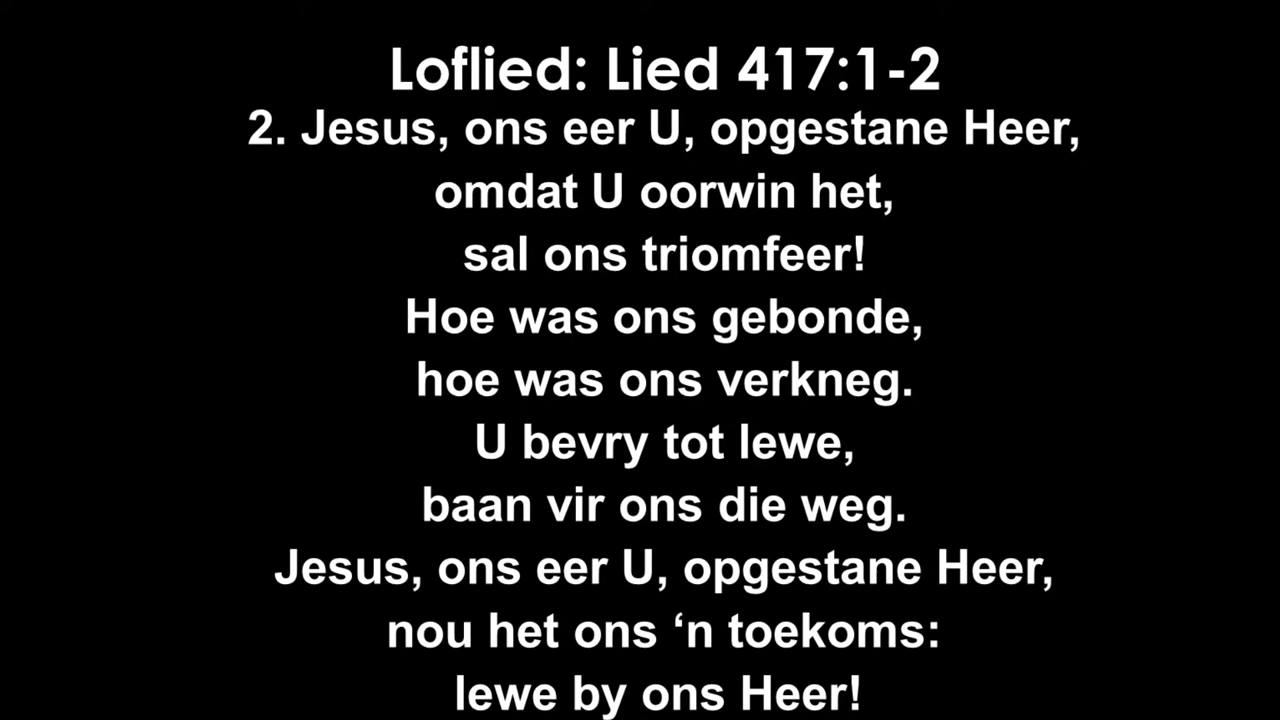 Loflied: Lied 417:1-2
2. Jesus, ons eer U, opgestane Heer,
omdat U oorwin het,
sal ons triomfeer!
Hoe was ons gebonde,
hoe was ons verkneg.
U bevry tot lewe,
baan vir ons die weg.
Jesus, ons eer U, opgestane Heer,
nou het ons ‘n toekoms:
lewe by ons Heer!